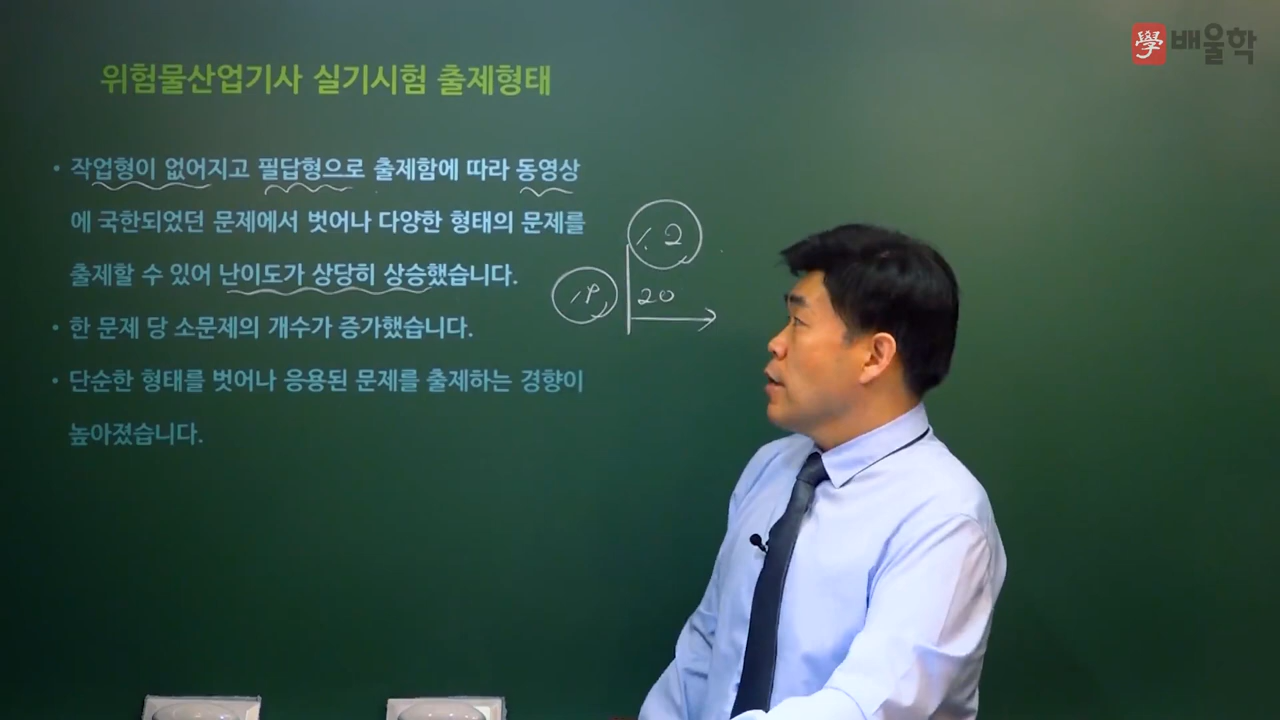 學 배울학
위험물산업기사 실기시험 출제형태
• 작업형이 없어지고 필답형으로 출제함에 따라 동영상
에 국한되었던 문제에서 벗어나 다양한 형태의 문제를
출제할 수 있어 난이도가 상당히 상승했습니다.
• 한 문제 당 소문제의 개수가 증가했습니다.
• 단순한 형태를 벗어나 응용된 문제를 출제하는 경향이
높아졌습니다.
1, 2
20